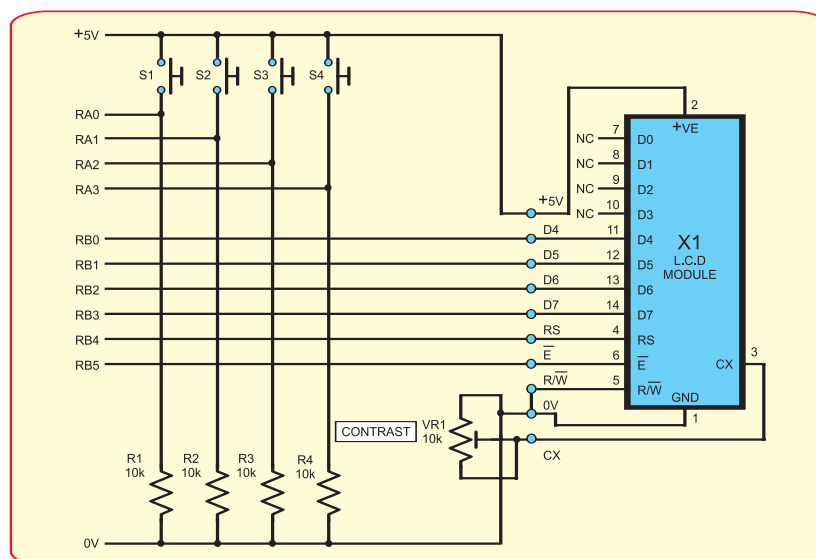 +5V
S1 S2 S3 S4
2
+VE
RA0
RA1
RA2
RA3
NC 7 D0
NC 8 D1
NC 9 D2
+5V
NC 10 D3
X1
L.C.D
MODULE
RB0 D4 11 D4
RB1 D5 12 D5
RB2 D6 13 D6
RB3 D7 14 D7
RB4 RS 4 RS
RB5 E̅ 6 E̅
CX 3
R/W̅ 5 R/W̅
0V
GND
1
CONTRAST
VR1
10k
CX
R1 R2 R3 R4
10k 10k 10k 10k
0V